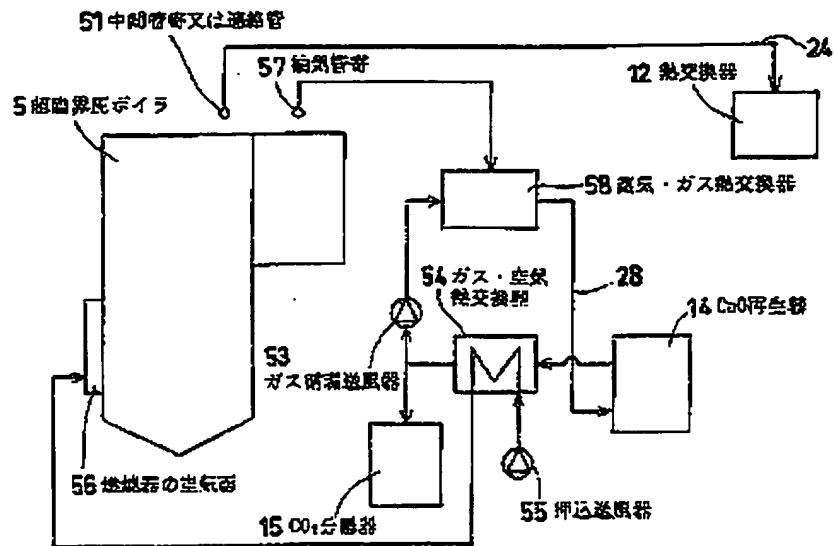 51 中間管寄又は連絡管
57 管寄
5 超臨界圧ボイラ
24
12 熱交換器
58 蒸気・ガス熱交換器
54 ガス・空気
熱交換器
28
14 CaO再生器
53
ガス循環送風器
56 燃焼器の空気
15 CO₂分離器
55 押込送風器